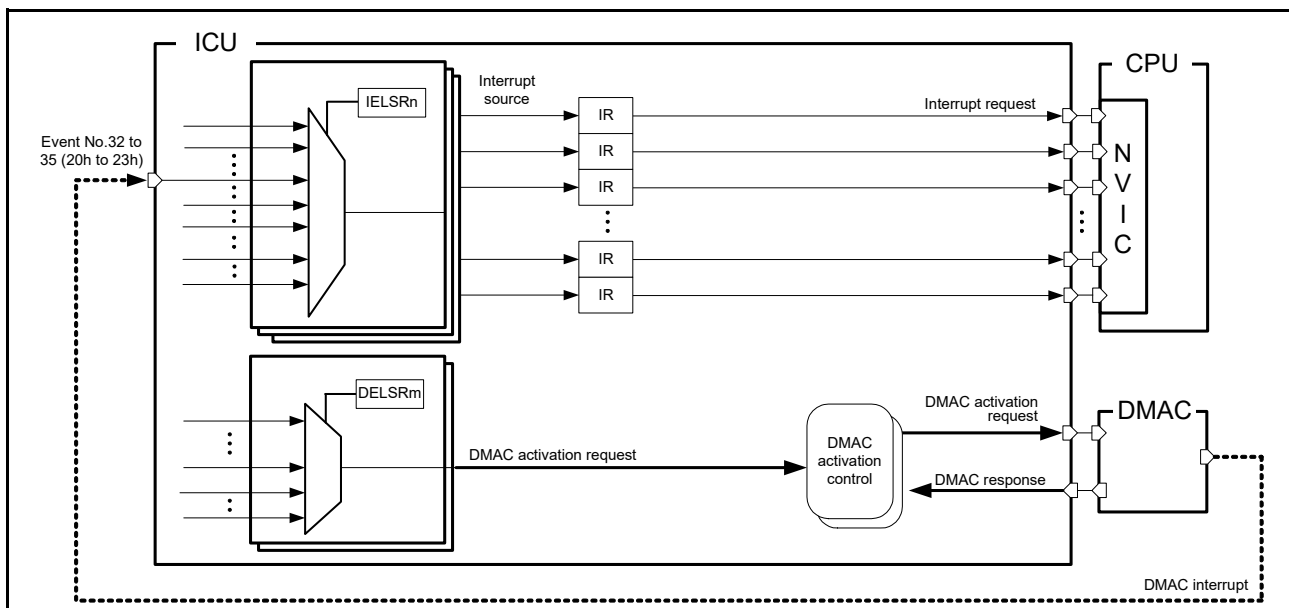 ICU
CPU
IELSRn
Interrupt
source
IR
Interrupt request
IR
IR
IR
IR
N
V
I
C
Event No.32 to
35 (20h to 23h)
DELSRm
DMAC activation request
DMAC
activation
control
DMAC activation
request
DMAC response
DMAC
DMAC interrupt